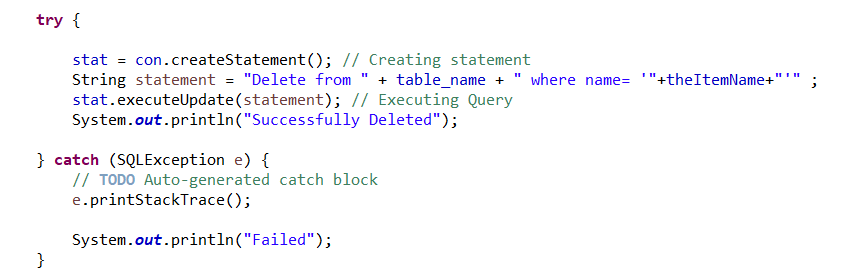 try {
stat = con.createStatement(); // Creating statement
String statement = "Delete from " + table_name + " where name= '"+theItemName+"'" ;
stat.executeUpdate(statement); // Executing Query
System.out.println("Successfully Deleted");
} catch (SQLException e) {
// TODO Auto-generated catch block
e.printStackTrace();
System.out.println("Failed");
}